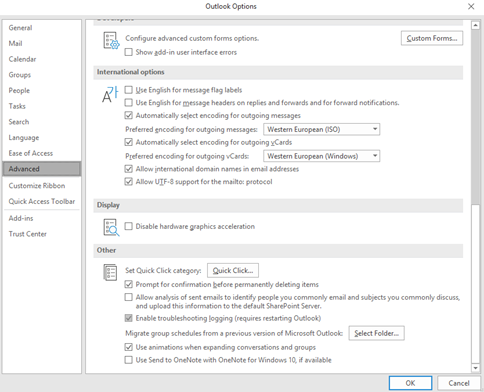 Outlook Options
General
Mail
Calendar
Groups
People
Tasks
Search
Language
Ease of Access
Advanced
Customize Ribbon
Quick Access Toolbar
Add-ins
Trust Center
Developers
Configure advanced custom forms options.
Custom Forms...
Show add-in user interface errors
International options
Use English for message flag labels
Use English for message headers on replies and forwards and for forward notifications.
Automatically select encoding for outgoing messages
Preferred encoding for outgoing messages: Western European (ISO)
Automatically select encoding for outgoing vCards
Preferred encoding for outgoing vCards: Western European (Windows)
Allow international domain names in email addresses
Allow UTF-8 support for the mailto: protocol
Display
Disable hardware graphics acceleration
Other
Set Quick Click category: Quick Click...
Prompt for confirmation before permanently deleting items
Allow analysis of sent emails to identify people you commonly email and subjects you commonly discuss,
and upload this information to the default SharePoint Server.
Enable troubleshooting logging (requires restarting Outlook)
Migrate group schedules from a previous version of Microsoft Outlook: Select Folder...
Use animations when expanding conversations and groups
Use Send to OneNote with OneNote for Windows 10, if available
OK
Cancel